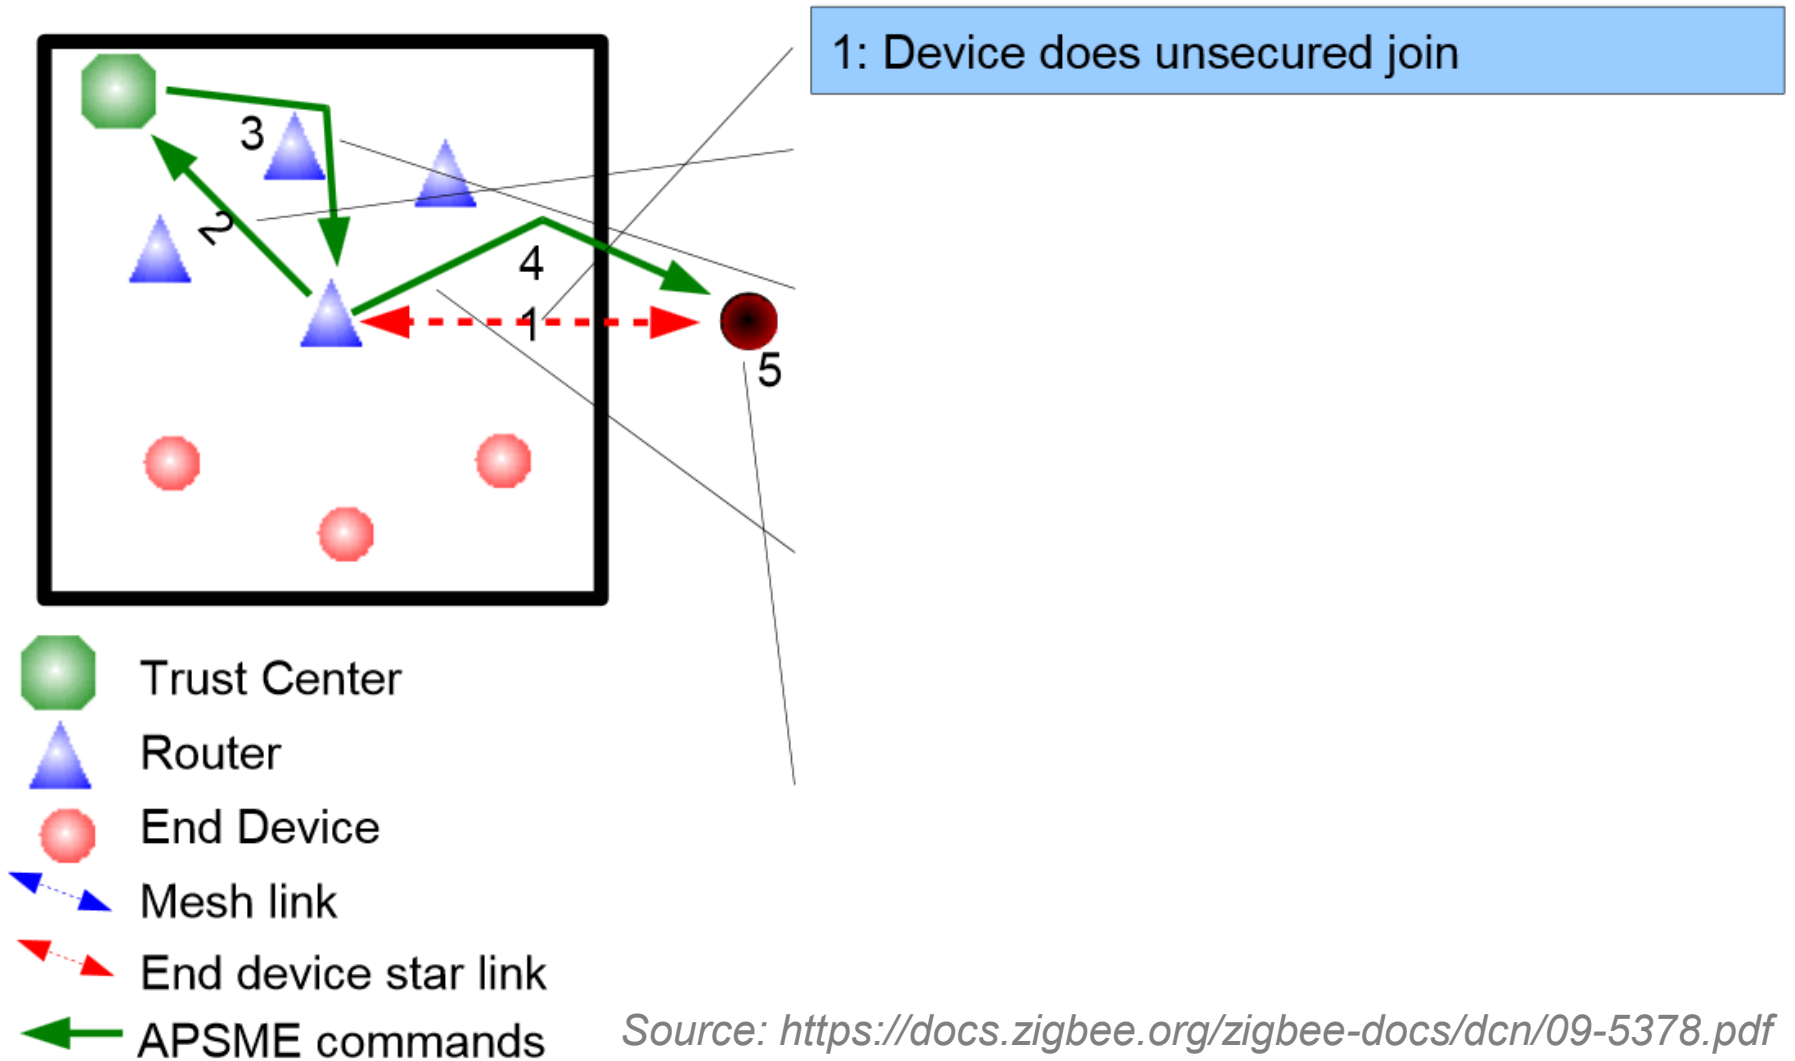 1: Device does unsecured join
3
2
4
1
5
Trust Center
Router
End Device
Mesh link
End device star link
APSME commands
Source: https://docs.zigbee.org/zigbee-docs/dcn/09-5378.pdf